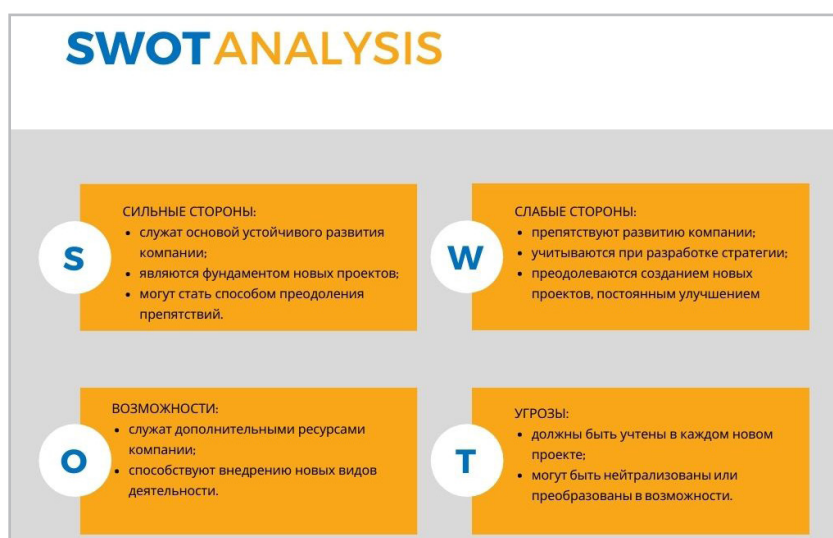 SWOT ANALYSIS
S
СИЛЬНЫЕ СТОРОНЫ:
• служат основой устойчивого развития
компании;
• являются фундаментом новых проектов;
• могут стать способом преодоления
препятствий.
W
СЛАБЫЕ СТОРОНЫ:
• препятствуют развитию компании;
• учитываются при разработке стратегии;
• преодолеваются созданием новых
проектов, постоянным улучшением
O
ВОЗМОЖНОСТИ:
• служат дополнительными ресурсами
компании;
• способствуют внедрению новых видов
деятельности.
T
УГРОЗЫ:
• должны быть учтены в каждом новом
проекте;
• могут быть нейтрализованы или
преобразованы в возможности.